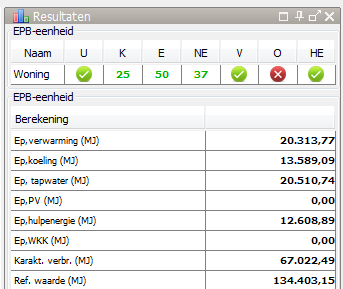 Resultaten
EPB-eenheid
Naam U K E NE V O HE
Woning 25 50 37
EPB-eenheid
Berekening
Ep,verwarming (MJ) 20.313,77
Ep,koeling (MJ) 13.589,09
Ep, tapwater (MJ) 20.510,74
Ep,PV (MJ) 0,00
Ep,hulpenergie (MJ) 12.608,89
Ep,WKK (MJ) 0,00
Karakt. verbr. (MJ) 67.022,49
Ref. waarde (MJ) 134.403,15